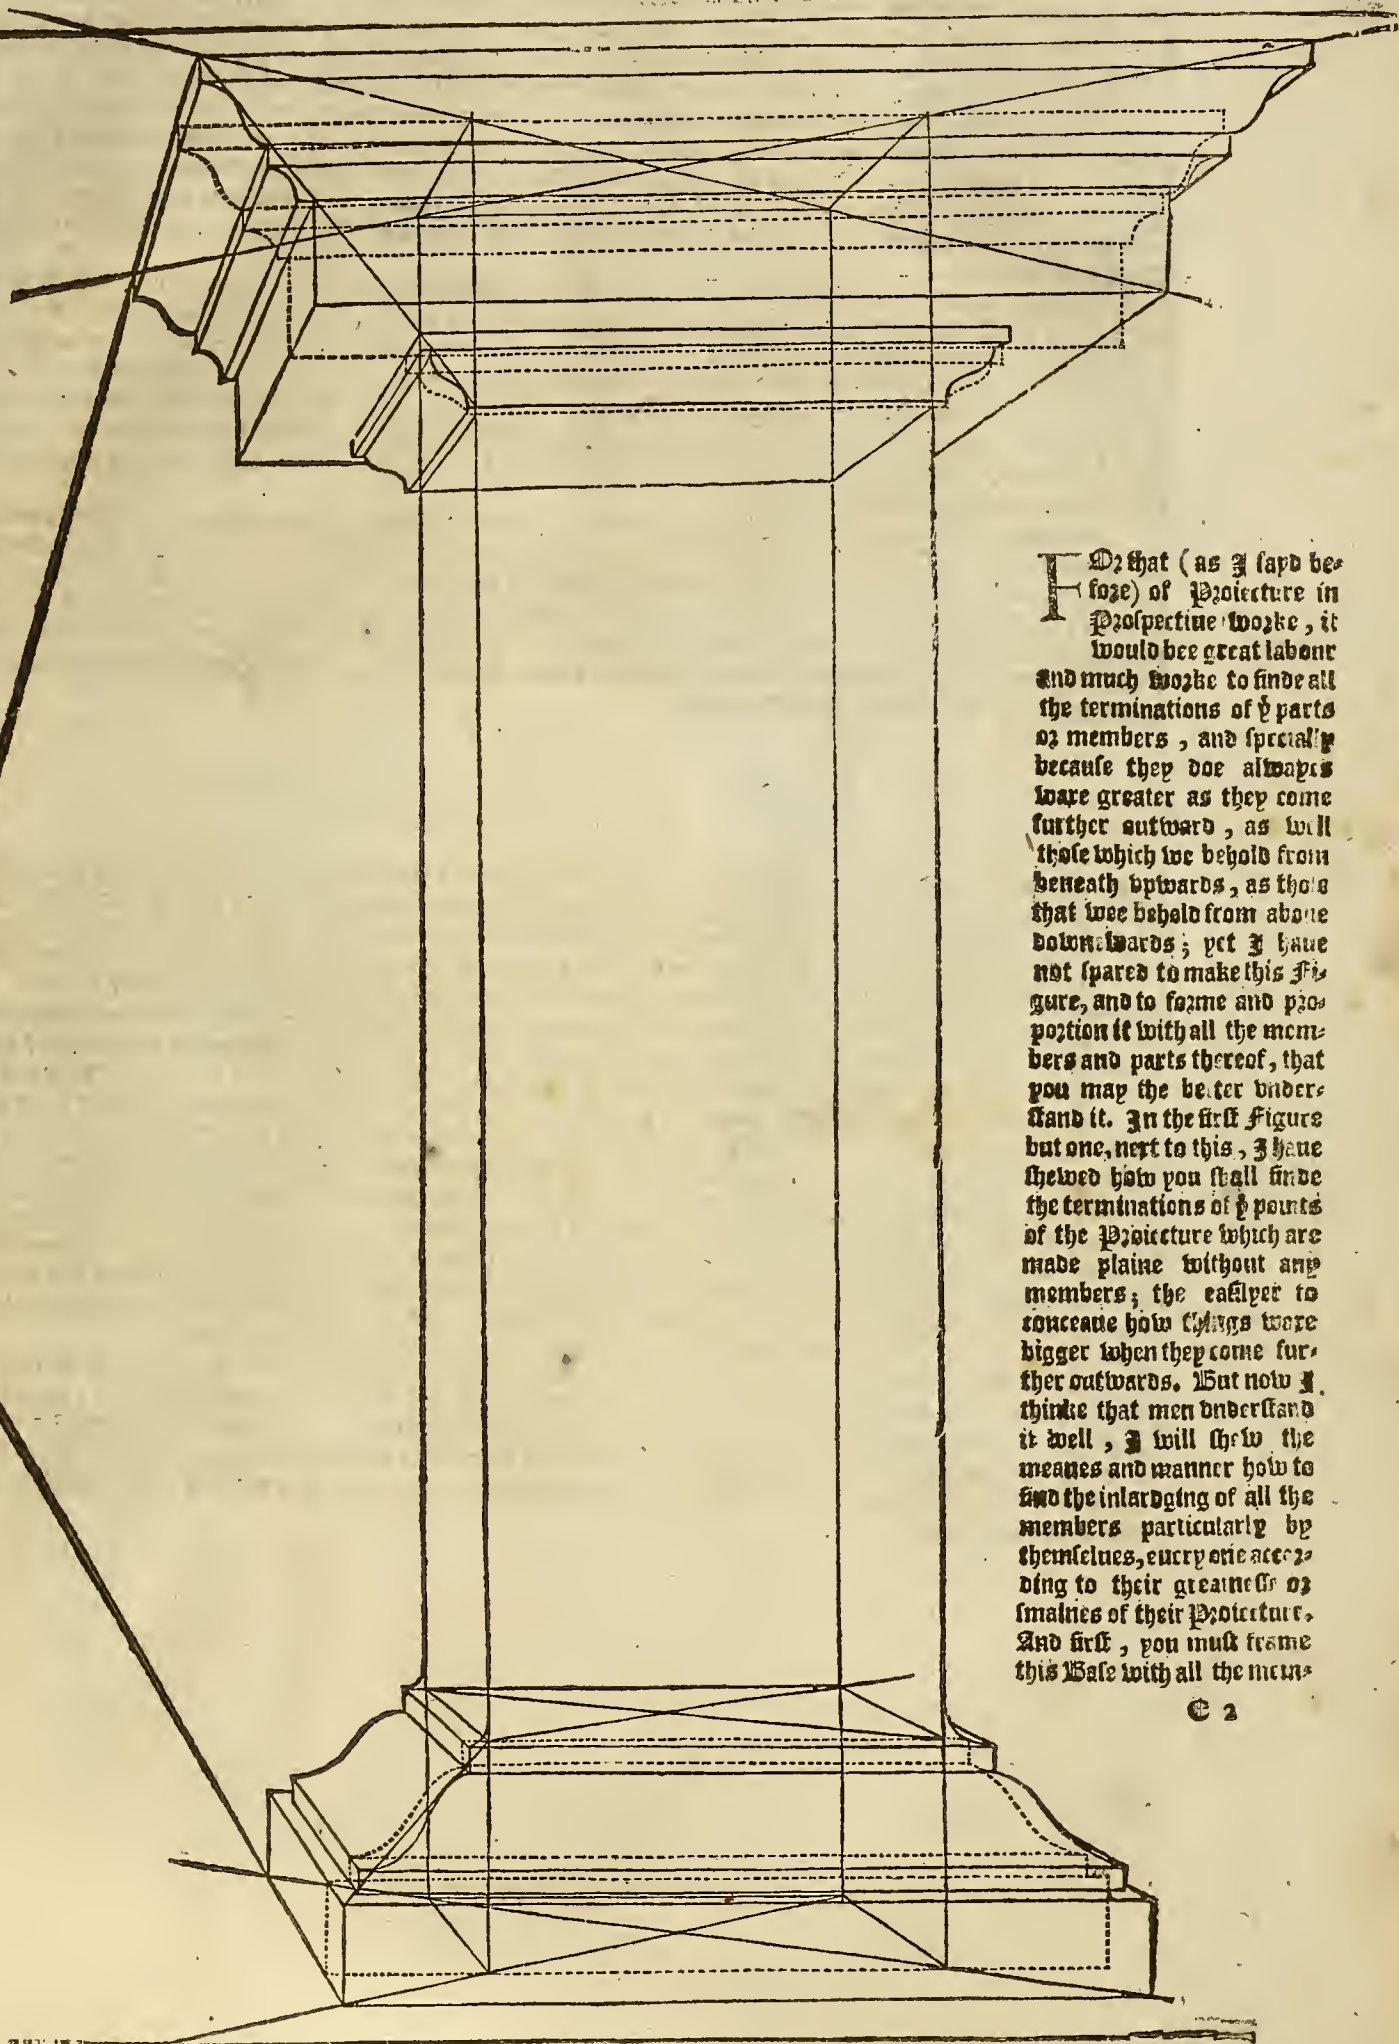 FOr that (as I sayd be-
fore) of Proiecture in
Prospectiue worke, it
would bee great labour
and much worke to finde all
the terminations of yͤ parts
or members, and specially
because they doe alwayes
ware greater as they come
further outward, as well
those which we behold from
beneath vpwards, as those
that wee behold from aboue
downewards; yet I haue
not spared to make this Fi-
gure, and to forme and pro-
portion it with all the mem-
bers and parts thereof, that
you may the better vnder-
stand it. In the first Figure
but one, next to this, I haue
shewed how you shall finde
the terminations of yͤ points
of the Proiecture which are
made plaine without any
members; the easilyer to
conceaue how things ware
bigger when they come fur-
ther outwards. But now I
thinke that men vnderstand
it well, I will shew the
meanes and manner how to
find the inlardging of all the
members particularly by
themselues, euery one accor-
ding to their greatnesse or
smalnes of their Proiecture.
And first, you must frame
this Base with all the mem-
C 2